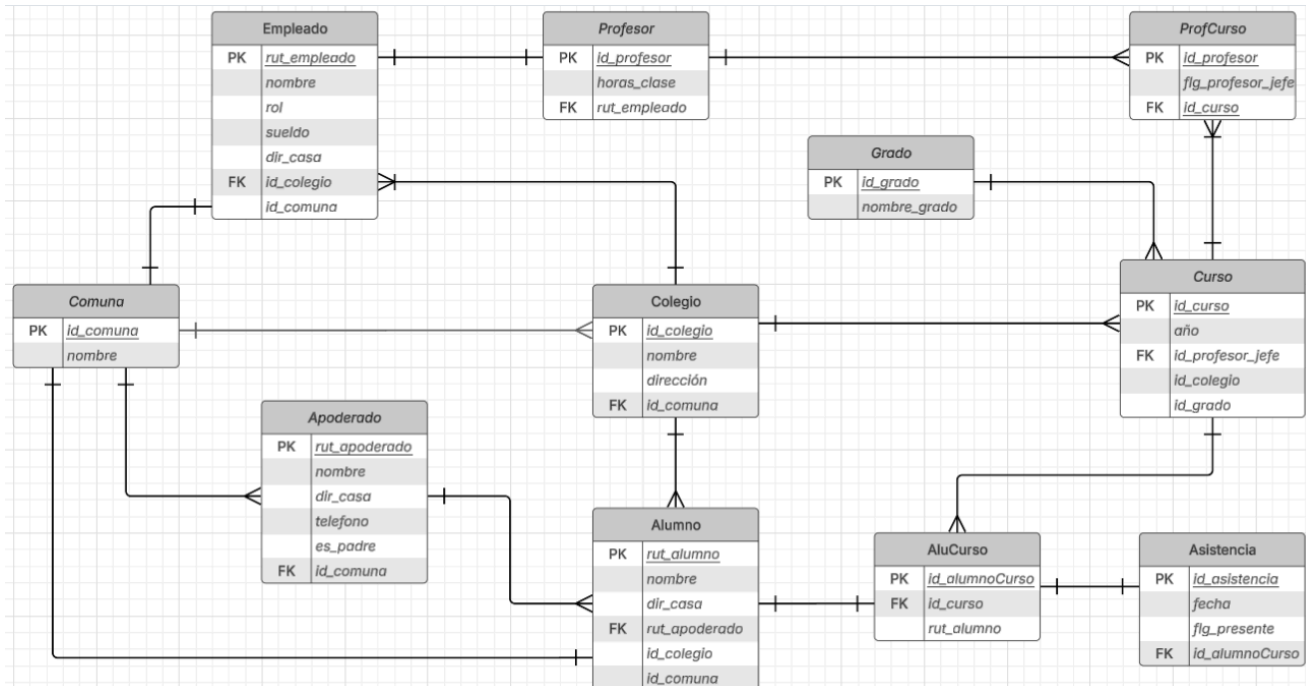 Empleado
PK rut_empleado
nombre
rol
sueldo
dir_casa
FK id_colegio
id_comuna
Profesor
PK id_profesor
horas_clase
FK rut_empleado
ProfCurso
PK id_profesor
flg_profesor_jefe
FK id_curso
Grado
PK id_grado
nombre_grado
Comuna
PK id_comuna
nombre
Colegio
PK id_colegio
nombre
dirección
FK id_comuna
Curso
PK id_curso
año
FK id_profesor_jefe
id_colegio
id_grado
Apoderado
PK rut_apoderado
nombre
dir_casa
telefono
es_padre
FK id_comuna
Alumno
PK rut_alumno
nombre
dir_casa
FK rut_apoderado
id_colegio
id_comuna
AluCurso
PK id_alumnoCurso
FK id_curso
rut_alumno
Asistencia
PK id_asistencia
fecha
flg_presente
FK id_alumnoCurso